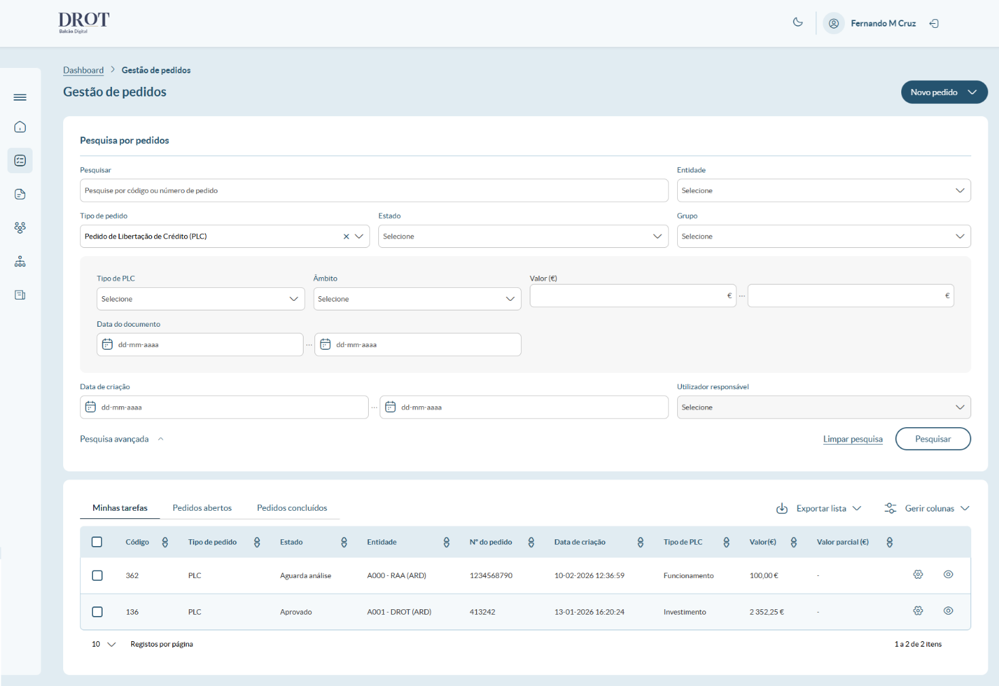 DROT
Balcão Digital
Fernando M Cruz
Dashboard > Gestão de pedidos
Gestão de pedidos
Novo pedido
Pesquisa por pedidos
Pesquisar
Entidade
Pesquise por código ou número de pedido
Selecione
Tipo de pedido
Estado
Grupo
Pedido de Libertação de Crédito (PLC)
Selecione
Selecione
Tipo de PLC
Âmbito
Valor (€)
Selecione
Selecione
€ ... €
Data do documento
dd-mm-aaaa ... dd-mm-aaaa
Data de criação
Utilizador responsável
dd-mm-aaaa ... dd-mm-aaaa
Selecione
Pesquisa avançada
Limpar pesquisa
Pesquisar
Minhas tarefas
Pedidos abertos
Pedidos concluídos
Exportar lista
Gerir colunas
Código Tipo de pedido Estado Entidade Nº do pedido Data de criação Tipo de PLC Valor(€) Valor parcial (€)
362 PLC Aguarda análise A000 - RAA (ARD) 1234568790 10-02-2026 12:36:59 Funcionamento 100,00 € -
136 PLC Aprovado A001 - DROT (ARD) 413242 13-01-2026 16:20:24 Investimento 2 352,25 € -
10 Registos por página
1 a 2 de 2 itens